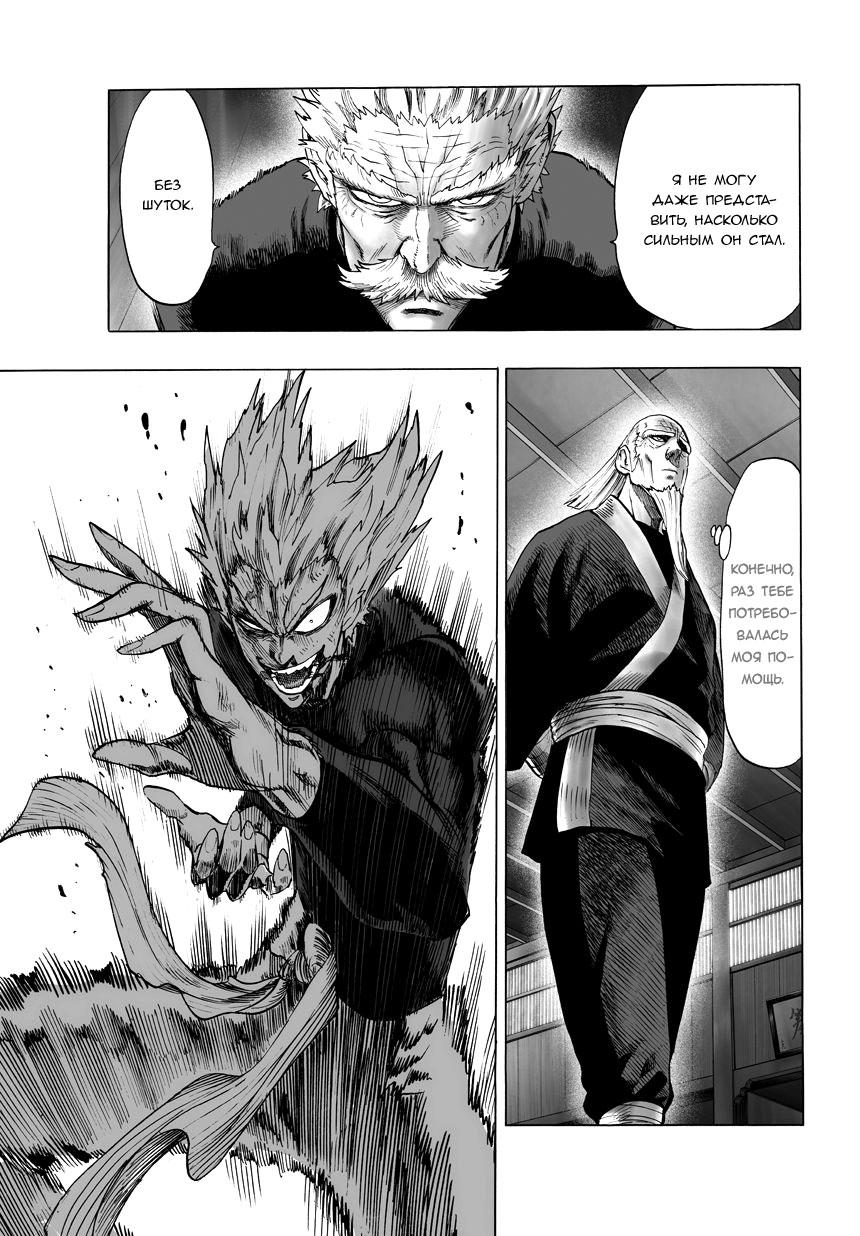 Я НЕ МОГУ
ДАЖЕ ПРЕДСТА-
ВИТЬ, НАСКОЛЬКО
СИЛЬНЫМ ОН СТАЛ.
БЕЗ
ШУТОК.
КОНЕЧНО,
РАЗ ТЕБЕ
ПОТРЕБО-
ВАЛАСЬ
МОЯ ПО-
МОЩЬ.